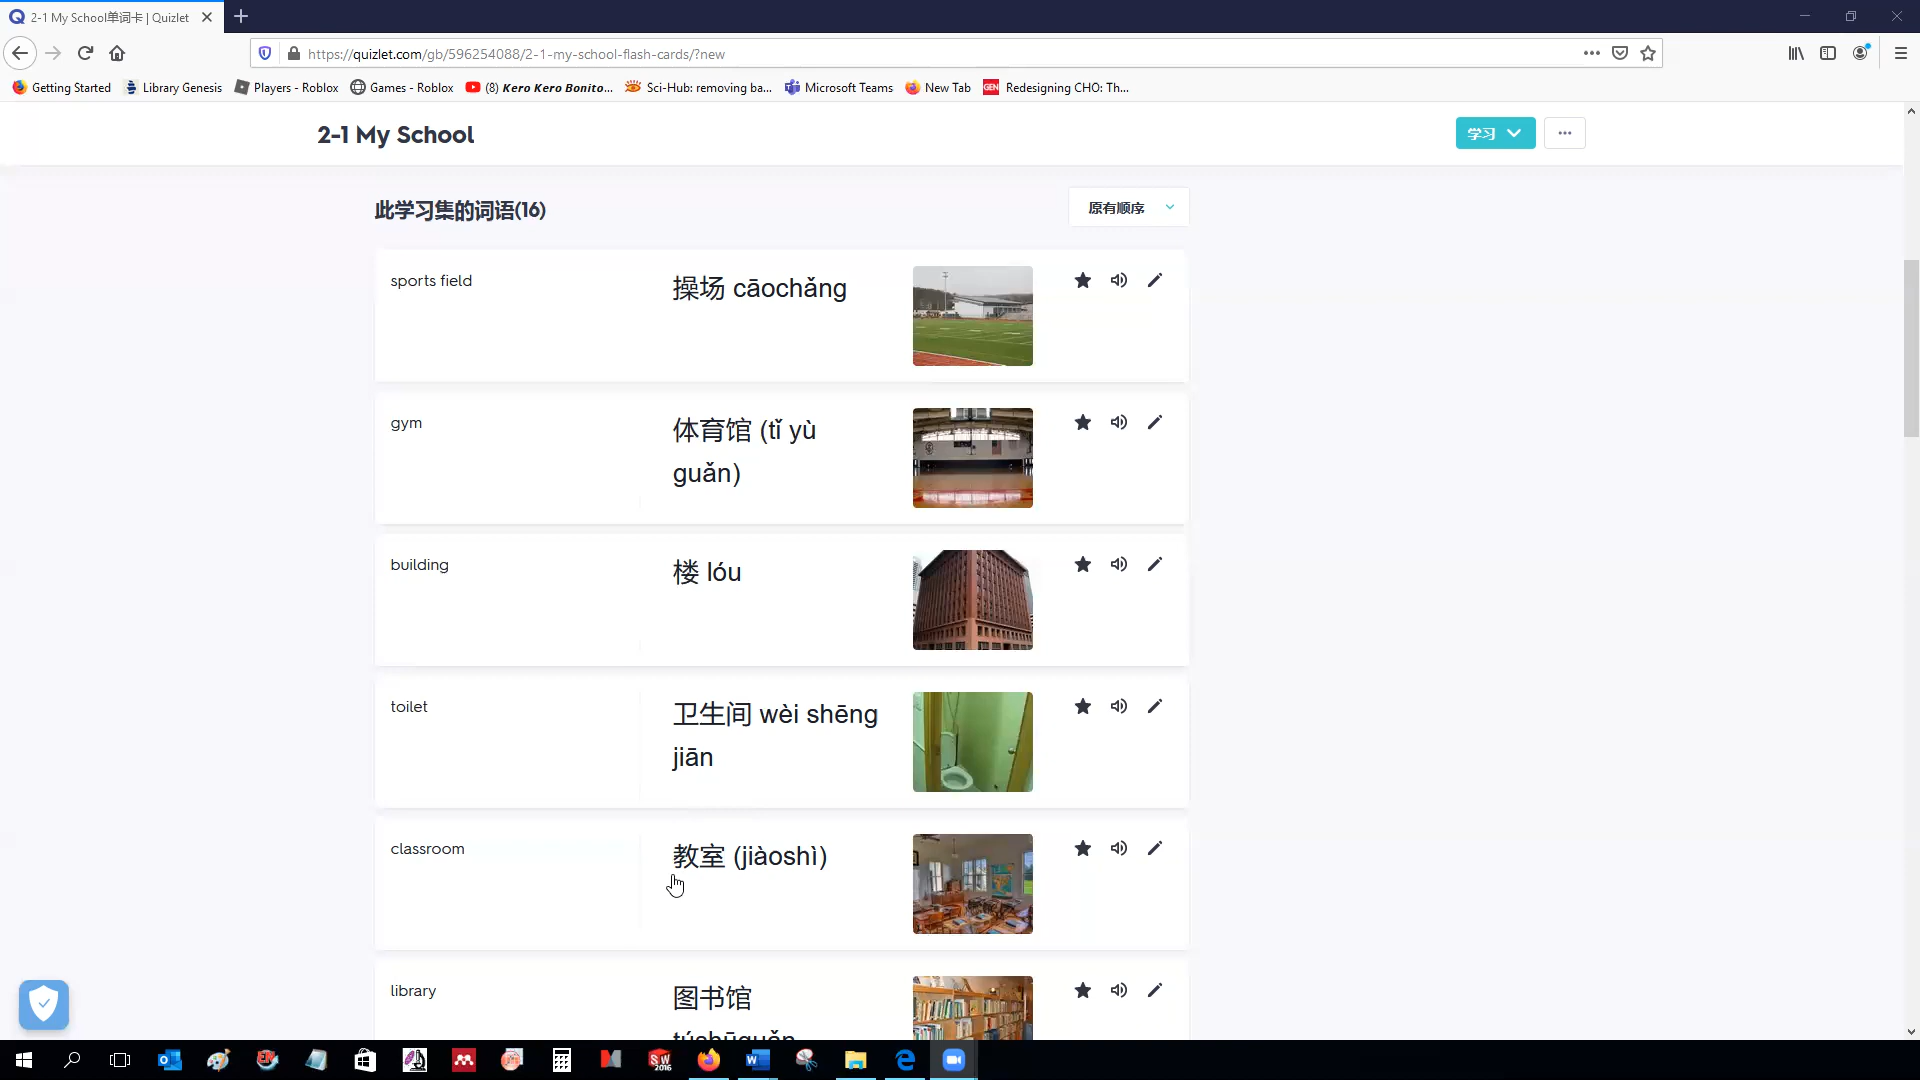 2-1 My School单词卡 | Quizlet
https://quizlet.com/gb/596254088/2-1-my-school-flash-cards/?new
Getting Started
Library Genesis
Players - Roblox
Games - Roblox
(8) Kero Kero Bonito...
Sci-Hub: removing ba...
Microsoft Teams
New Tab
GEN
Redesigning CHO: Th...
2-1 My School
学习
此学习集的词语(16)
原有顺序
sports field
操场 cāochǎng
gym
体育馆 (tǐ yù
guǎn)
building
楼 lóu
toilet
卫生间 wèi shēng
jiān
classroom
教室 (jiàoshì)
library
图书馆
túshūguǎn
SW
2016